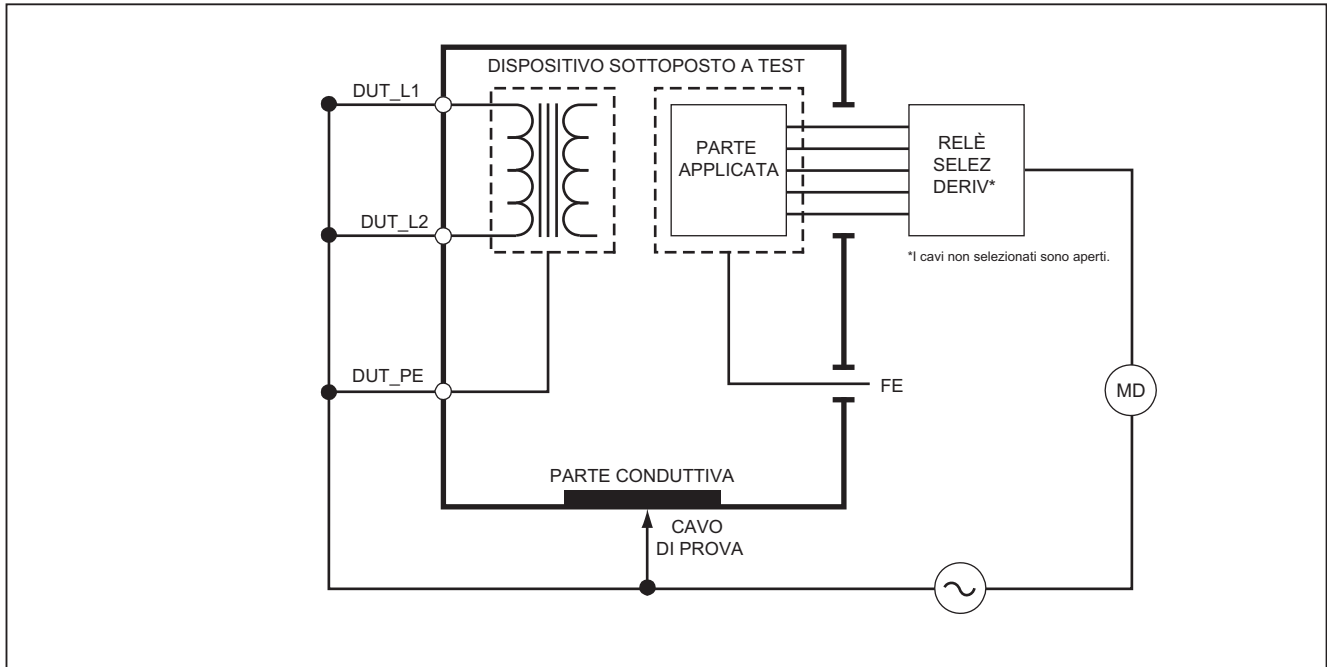 DISPOSITIVO SOTTOPOSTO A TEST
DUT_L1
DUT_L2
DUT_PE
PARTE
APPLICATA
RELÈ
SELEZ
DERIV*
*I cavi non selezionati sono aperti.
FE
MD
PARTE CONDUTTIVA
CAVO
DI PROVA